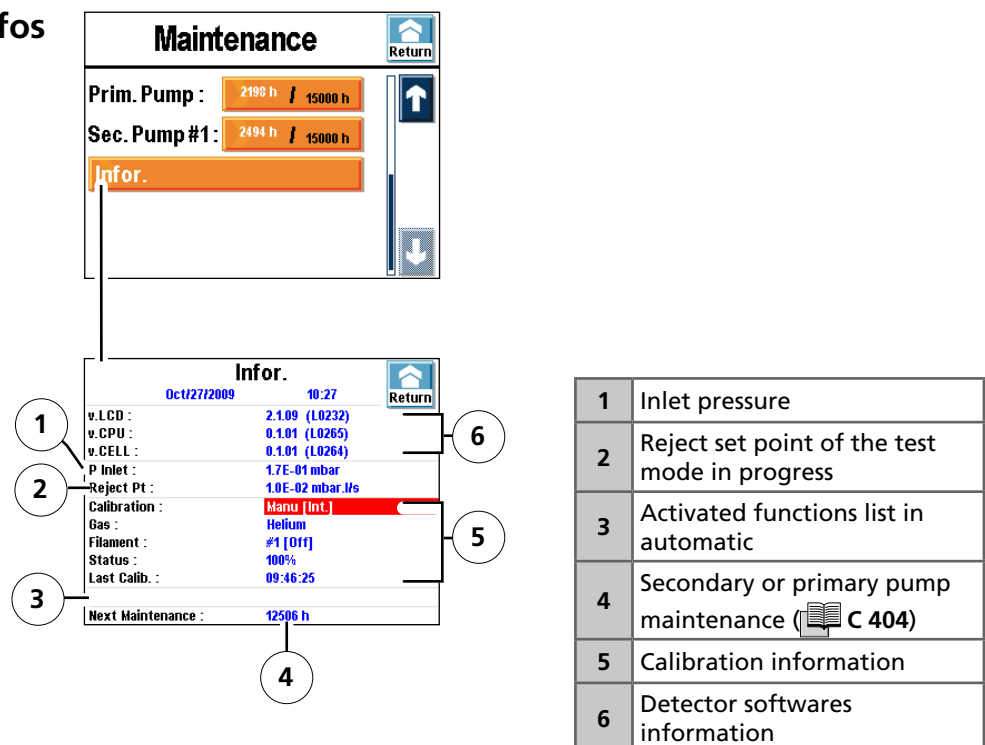 fos
Maintenance
Return
Prim. Pump : 2198 h / 15000 h
Sec. Pump #1 : 2494 h / 15000 h
Infor.
Infor.
Oct/27/2009 10:27
Return
v.LCD : 2.1.09 (L0232)
v.CPU : 0.1.01 (L0265)
v.CELL : 0.1.01 (L0264)
P Inlet : 1.7E-01 mbar
Reject Pt : 1.0E-02 mbar.l/s
Calibration : Manu [Int.]
Gas : Helium
Filament : #1 [Off]
Status : 100%
Last Calib. : 09:46:25
Next Maintenance : 12506 h
1
2
3
4
5
6
1 Inlet pressure
2 Reject set point of the test
mode in progress
3 Activated functions list in
automatic
4 Secondary or primary pump
maintenance ( C 404)
5 Calibration information
6 Detector softwares
information